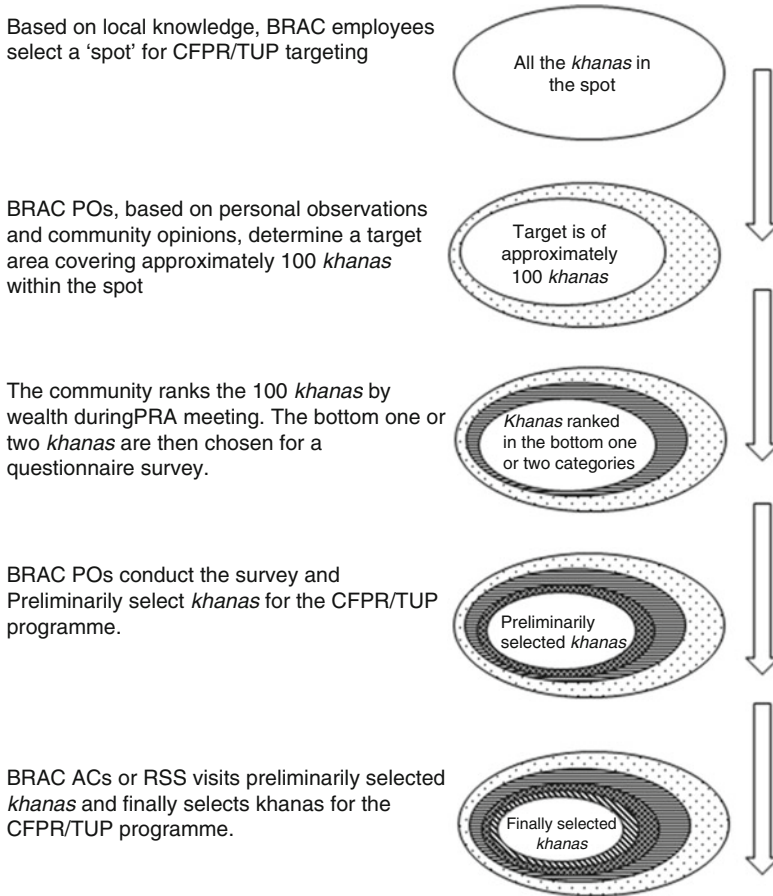 Based on local knowledge, BRAC employees
select a ‘spot’ for CFPR/TUP targeting
All the khanas in
the spot
BRAC POs, based on personal observations
and community opinions, determine a target
area covering approximately 100 khanas
within the spot
Target is of
approximately
100 khanas
The community ranks the 100 khanas by
wealth duringPRA meeting. The bottom one or
two khanas are then chosen for a
questionnaire survey.
Khanas ranked
in the bottom one
or two categories
BRAC POs conduct the survey and
Preliminarily select khanas for the CFPR/TUP
programme.
Preliminarily
selected khanas
BRAC ACs or RSS visits preliminarily selected
khanas and finally selects khanas for the
CFPR/TUP programme.
Finally selected
khanas